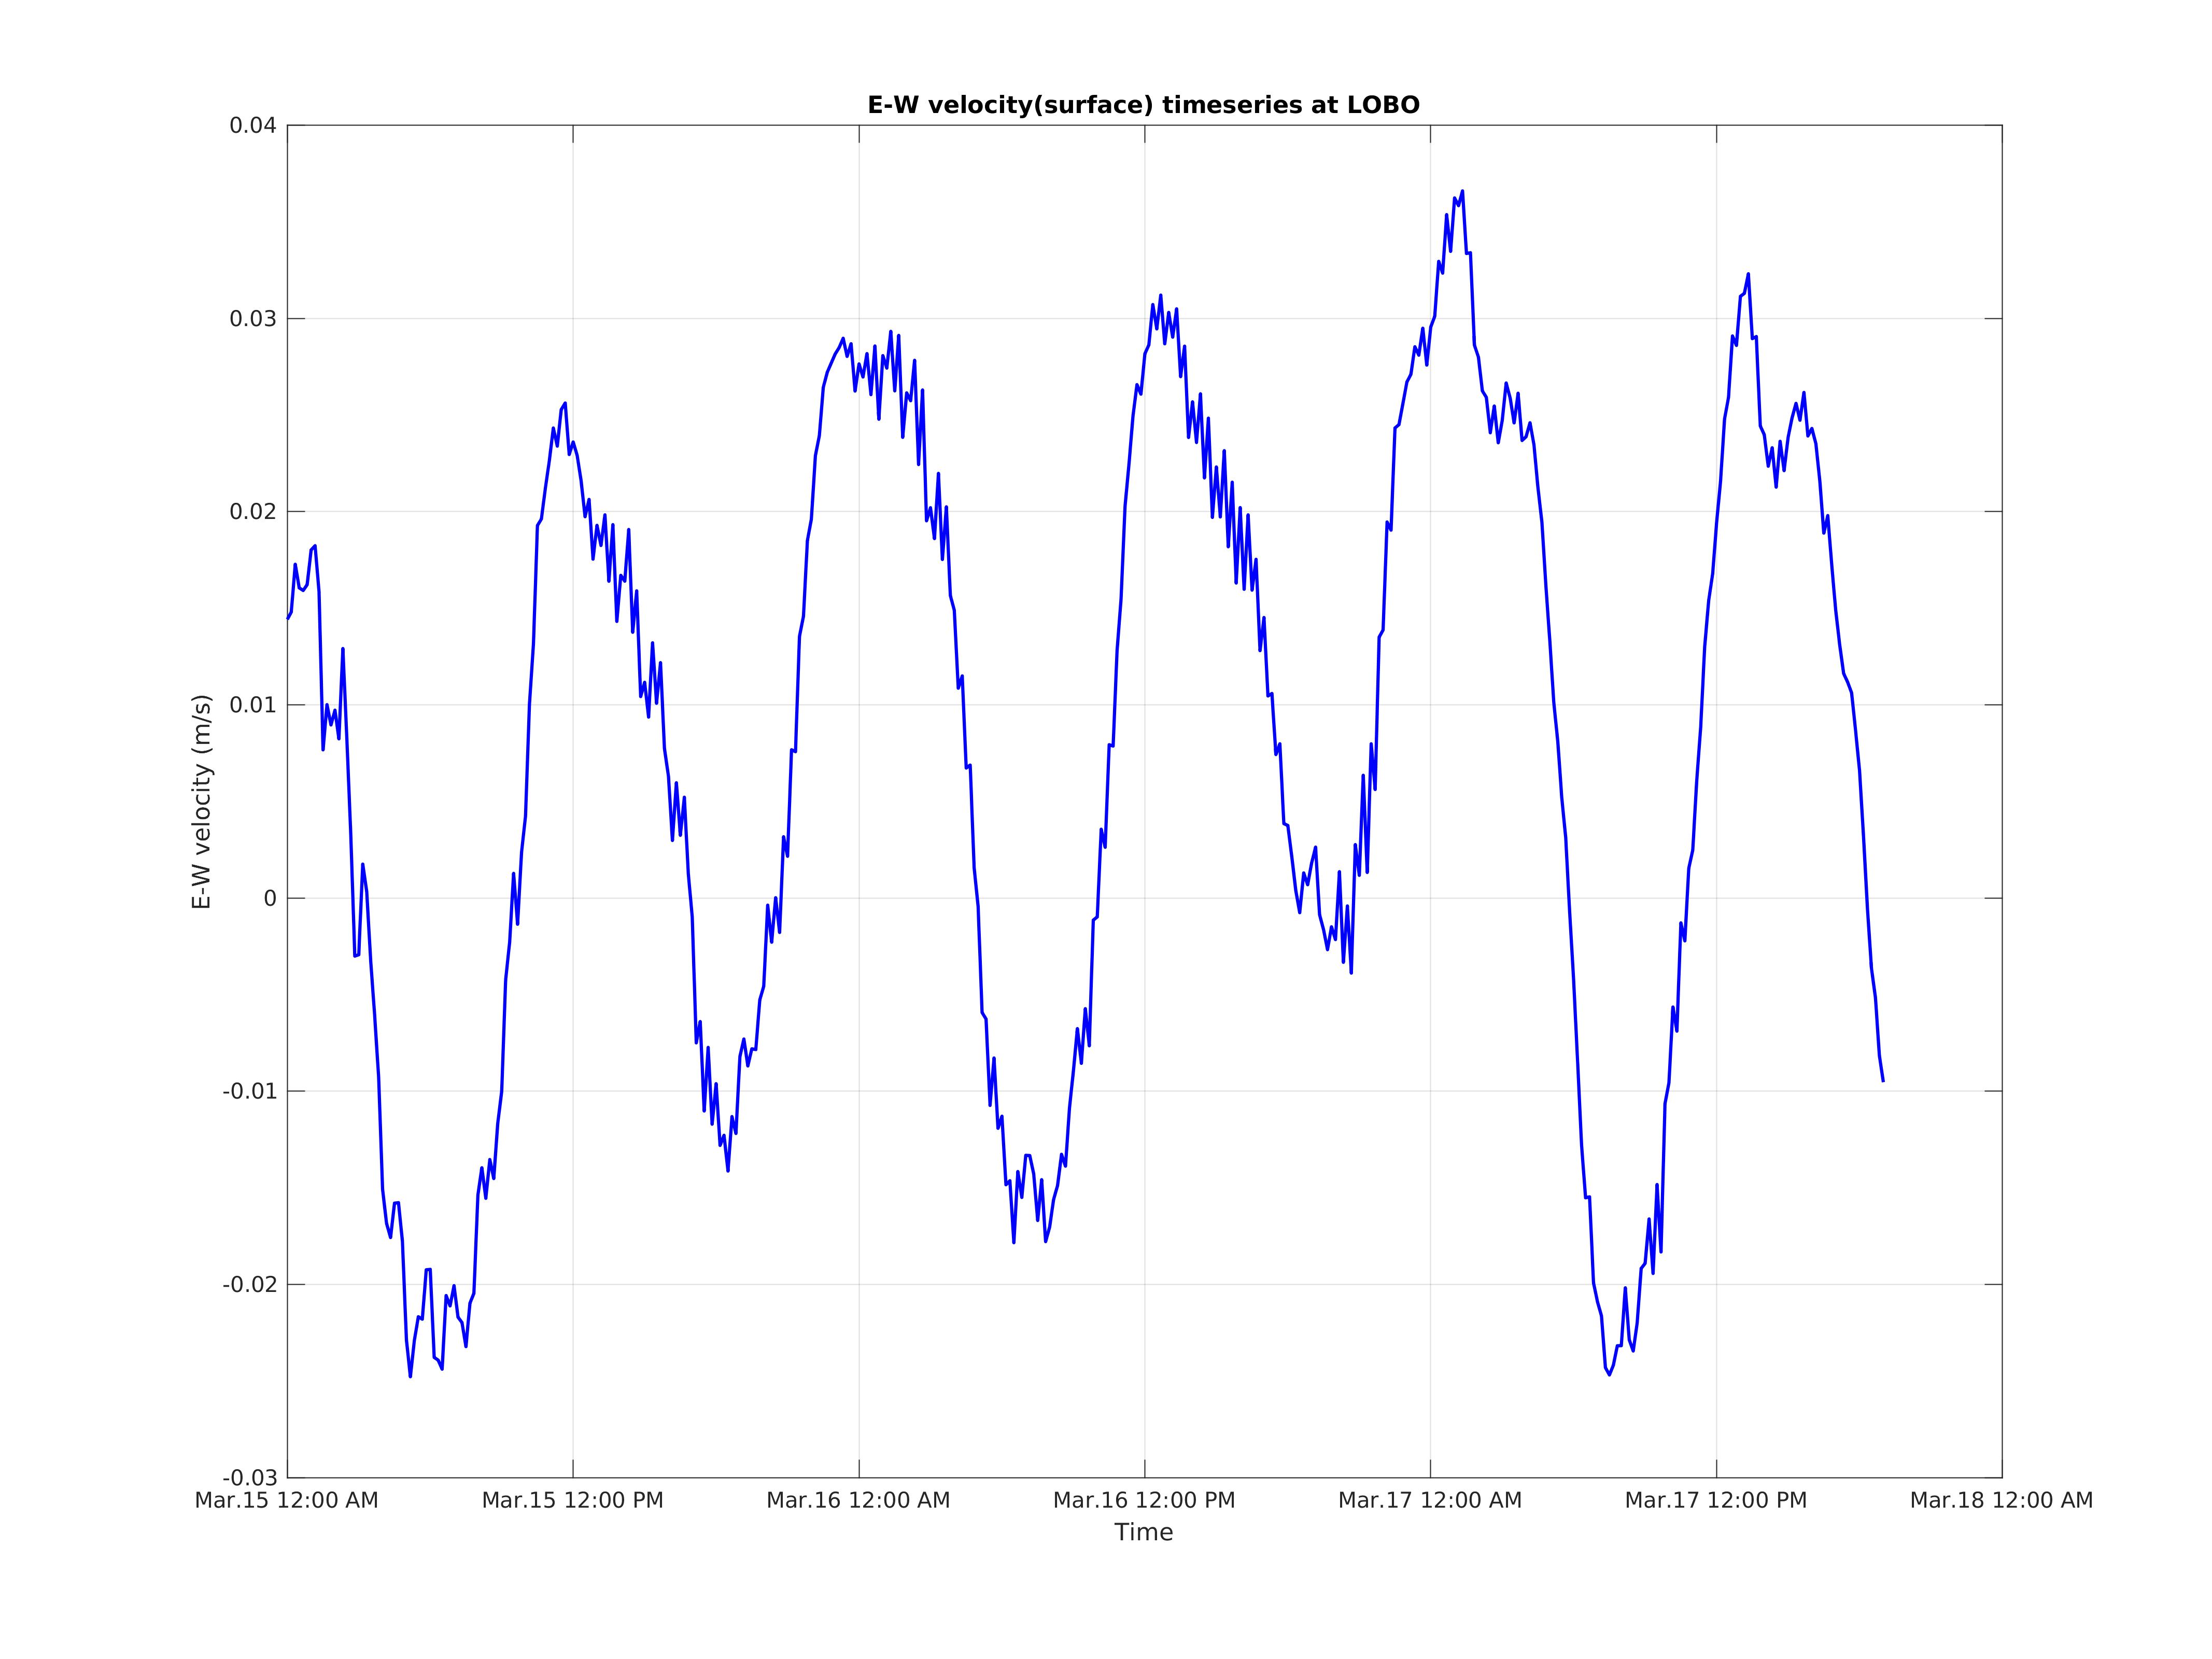 E-W velocity(surface) timeseries at LOBO
0.04
0.03
0.02
0.01
0
-0.01
-0.02
-0.03
E-W velocity (m/s)
Mar.15 12:00 AM
Mar.15 12:00 PM
Mar.16 12:00 AM
Mar.16 12:00 PM
Mar.17 12:00 AM
Mar.17 12:00 PM
Mar.18 12:00 AM
Time